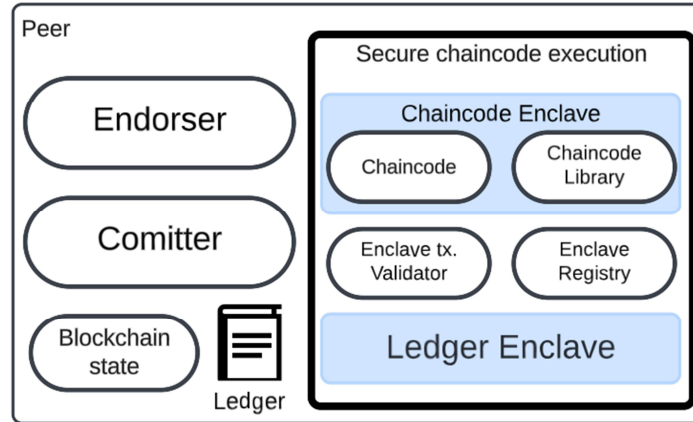 Peer
Endorser
Comitter
Blockchain
state
Ledger
Secure chaincode execution
Chaincode Enclave
Chaincode
Chaincode
Library
Enclave tx.
Validator
Enclave
Registry
Ledger Enclave